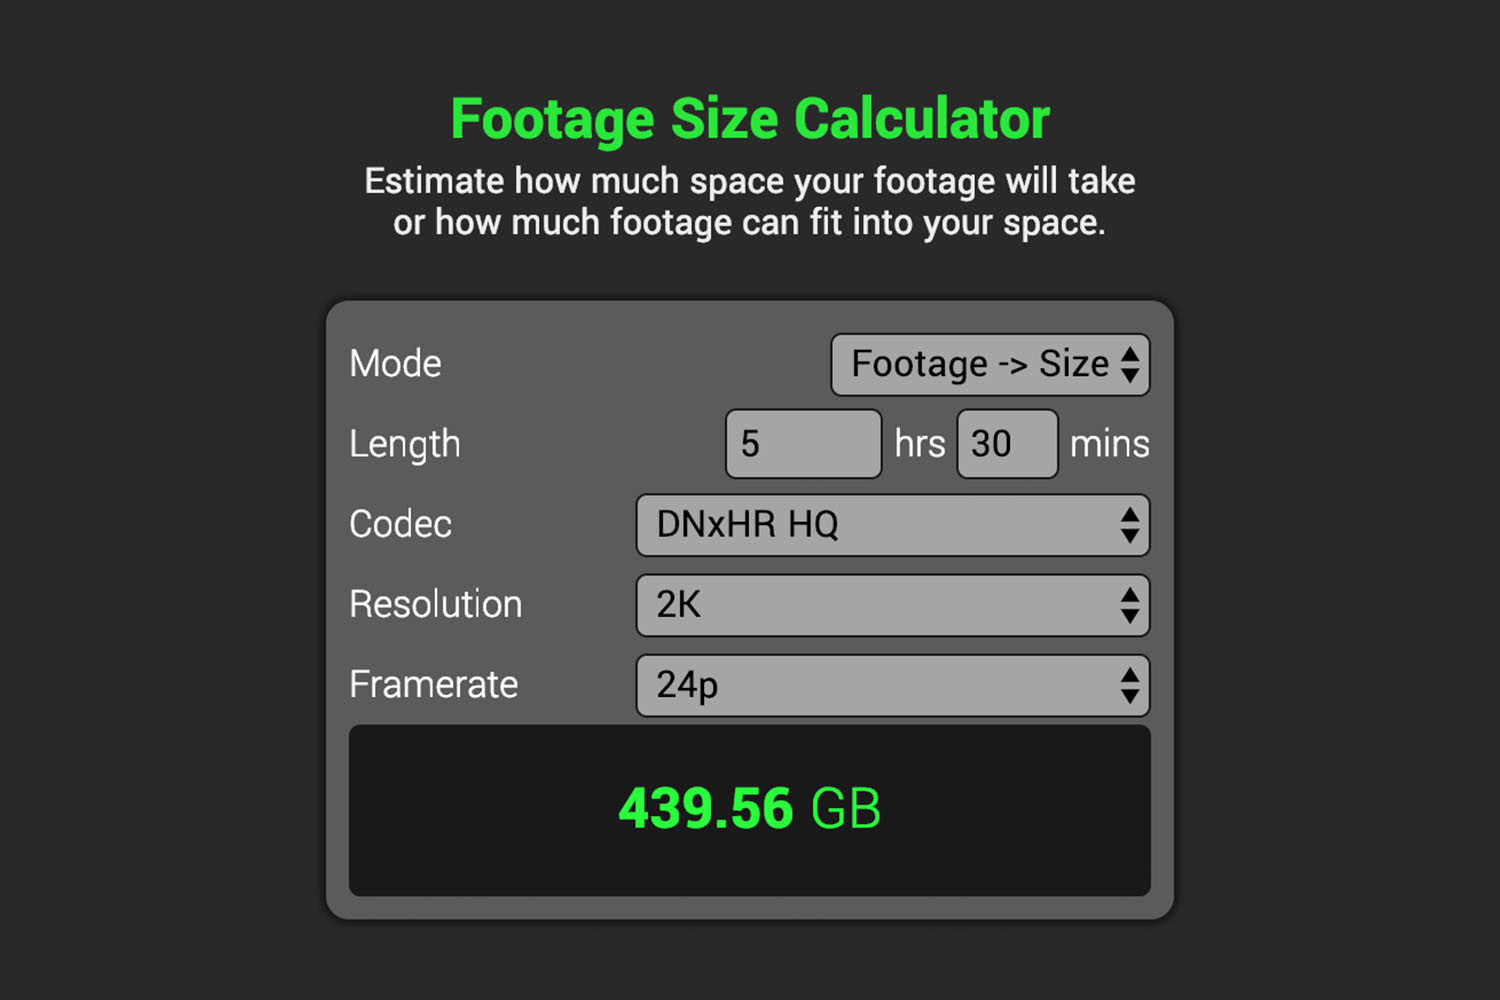 Footage Size Calculator
Estimate how much space your footage will take
or how much footage can fit into your space.
Mode Footage -> Size
Length 5 hrs 30 mins
Codec DNxHR HQ
Resolution 2K
Framerate 24p
439.56 GB